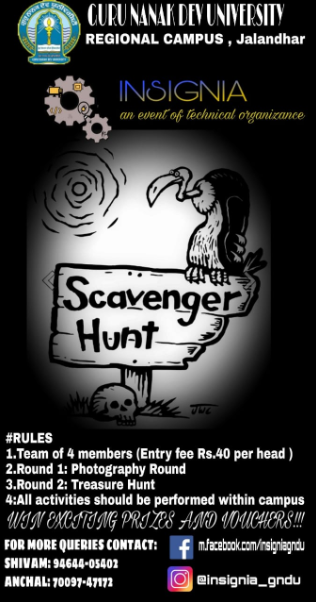 GURU NANAK DEV UNIVERSITY
REGIONAL CAMPUS , Jalandhar
INSIGNIA
an event of technical organizance
Scavenger
Hunt
JWC
#RULES
1.Team of 4 members (Entry fee Rs.40 per head )
2.Round 1: Photography Round
3.Round 2: Treasure Hunt
4:All activities should be performed within campus
WIN EXCITING PRIZES AND VOUCHERS!!!
FOR MORE QUERIES CONTACT:
m.facebook.com/insigniagndu
SHIVAM: 94644-05402
ANCHAL: 70097-47172
@insignia_gndu